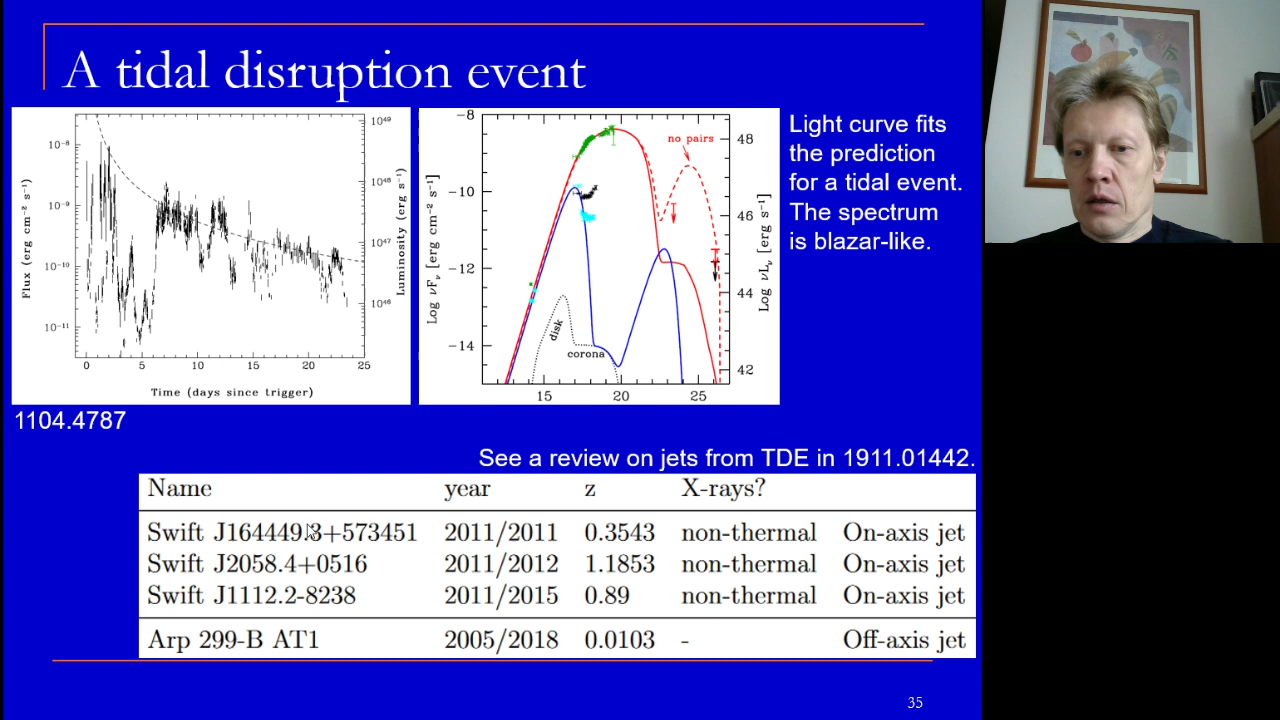 A tidal disruption event
Flux (erg cm⁻² s⁻¹)
10⁻⁸
10⁻⁹
10⁻¹⁰
10⁻¹¹
0 5 10 15 20 25
Time (days since trigger)
10⁴⁹
10⁴⁸
10⁴⁷
10⁴⁶
Luminosity (erg s⁻¹)
Log νFν [erg cm⁻² s⁻¹]
−8
−10
−12
−14
no pairs
disk
corona
15 20 25
48
46
44
42
Log νLν [erg s⁻¹]
Light curve fits
the prediction
for a tidal event.
The spectrum
is blazar-like.
1104.4787
See a review on jets from TDE in 1911.01442.
Name year z X-rays?
Swift J164449.3+573451 2011/2011 0.3543 non-thermal On-axis jet
Swift J2058.4+0516 2011/2012 1.1853 non-thermal On-axis jet
Swift J1112.2-8238 2011/2015 0.89 non-thermal On-axis jet
Arp 299-B AT1 2005/2018 0.0103 - Off-axis jet
35